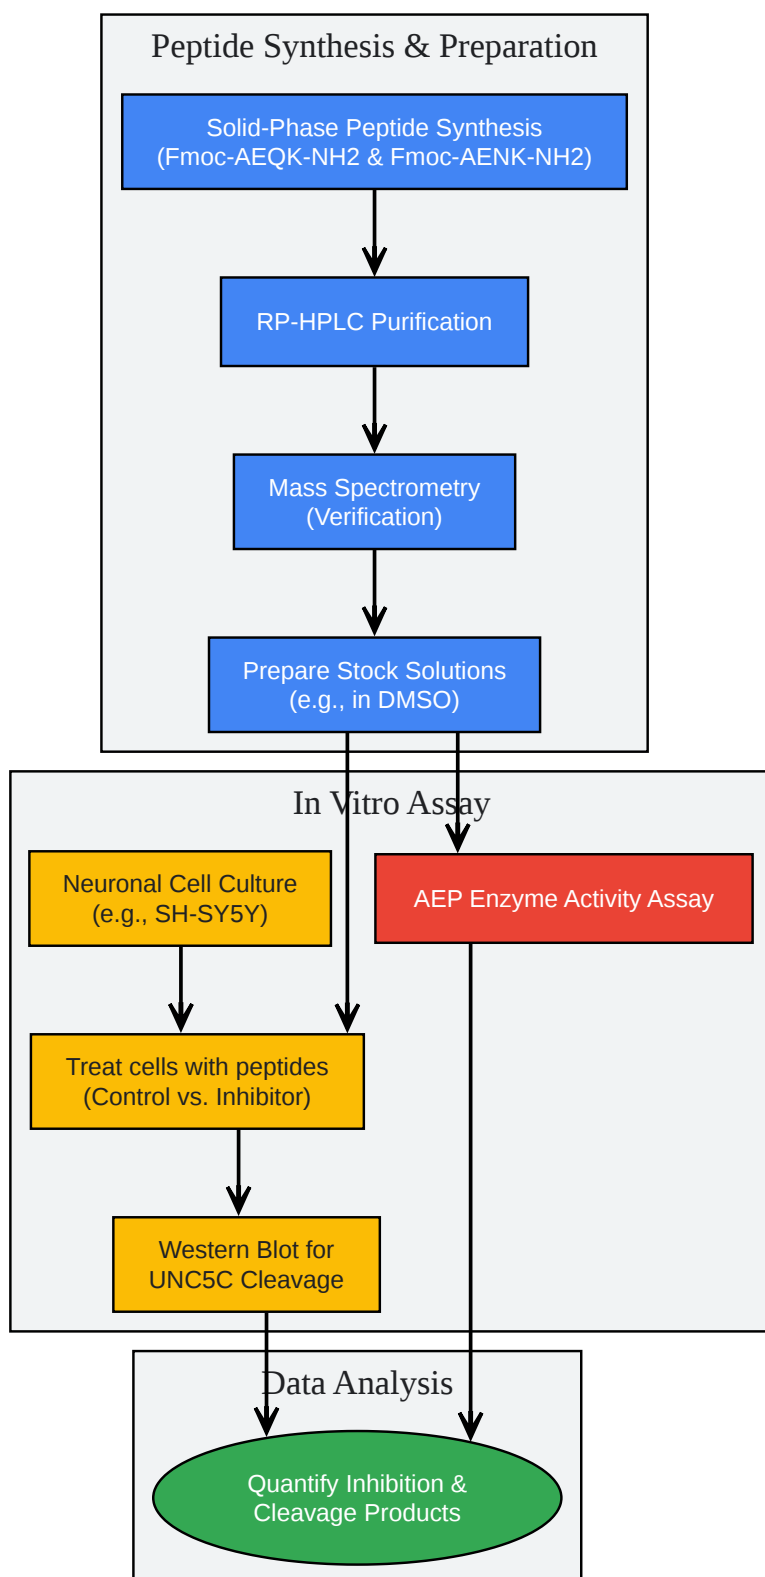 Peptide Synthesis & Preparation
Solid-Phase Peptide Synthesis
(Fmoc-AEQK-NH2 & Fmoc-AENK-NH2)
RP-HPLC Purification
Mass Spectrometry
(Verification)
Prepare Stock Solutions
(e.g., in DMSO)
In Vitro Assay
Neuronal Cell Culture
(e.g., SH-SY5Y)
AEP Enzyme Activity Assay
Treat cells with peptides
(Control vs. Inhibitor)
Western Blot for
UNC5C Cleavage
Data Analysis
Quantify Inhibition &
Cleavage Products